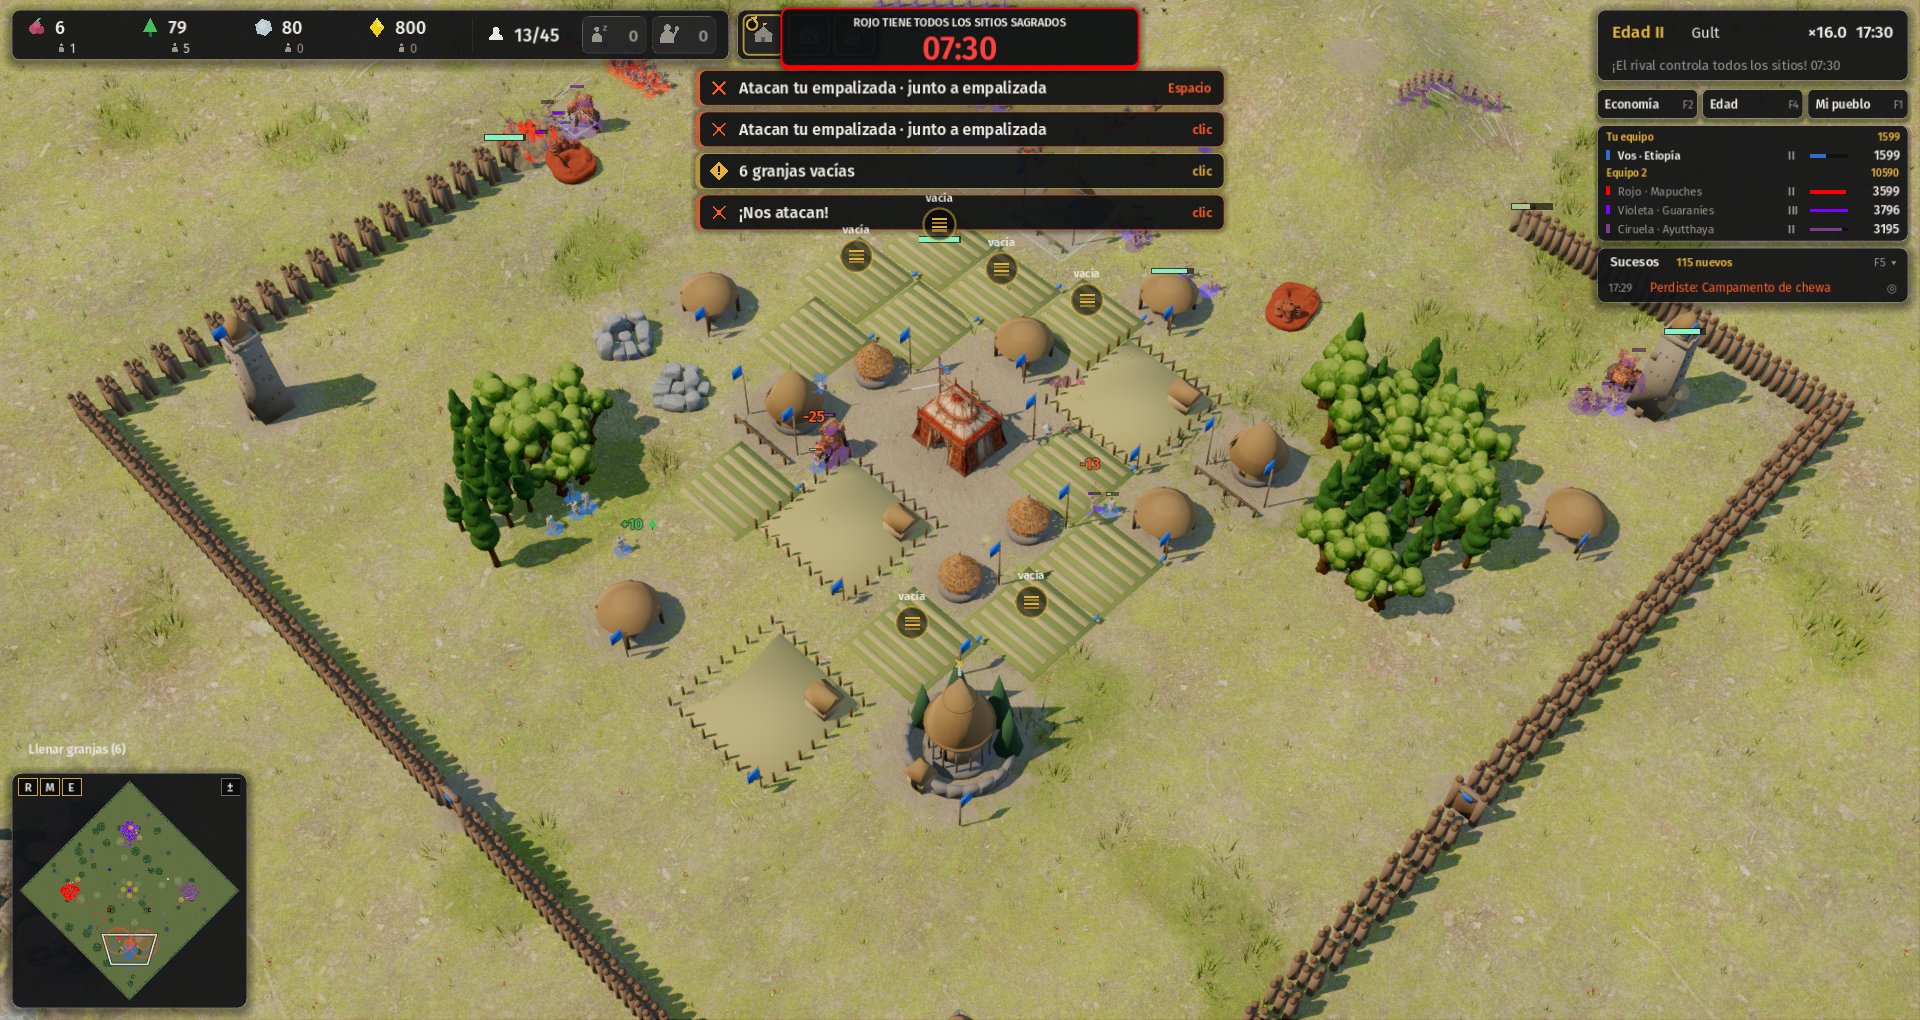 6
79
80
800
1
5
0
0
13/45
0
0
ROJO TIENE TODOS LOS SITIOS SAGRADOS
07:30
Atacan tu empalizada · junto a empalizada Espacio
Atacan tu empalizada · junto a empalizada clic
6 granjas vacías clic
¡Nos atacan! clic
Edad II Gult ×16.0 17:30
¡El rival controla todos los sitios! 07:30
Economía F2
Edad F4
Mi pueblo F1
Tu equipo 1599
Vos · Etiopía II 1599
Equipo 2 10590
Rojo · Mapuches II 3599
Violeta · Guaraníes III 3796
Ciruela · Ayutthaya II 3195
Sucesos 115 nuevos F5
17:29 Perdiste: Campamento de chewa
vacía
vacía
vacía
vacía
-25
-13
+10
vacía
vacía
Llenar granjas (6)
R M E ±